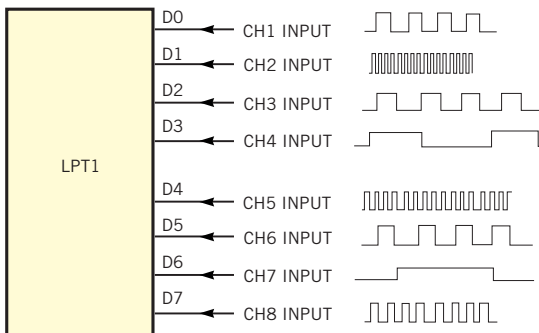 D0 CH1 INPUT
D1 CH2 INPUT
D2 CH3 INPUT
D3 CH4 INPUT
LPT1
D4 CH5 INPUT
D5 CH6 INPUT
D6 CH7 INPUT
D7 CH8 INPUT